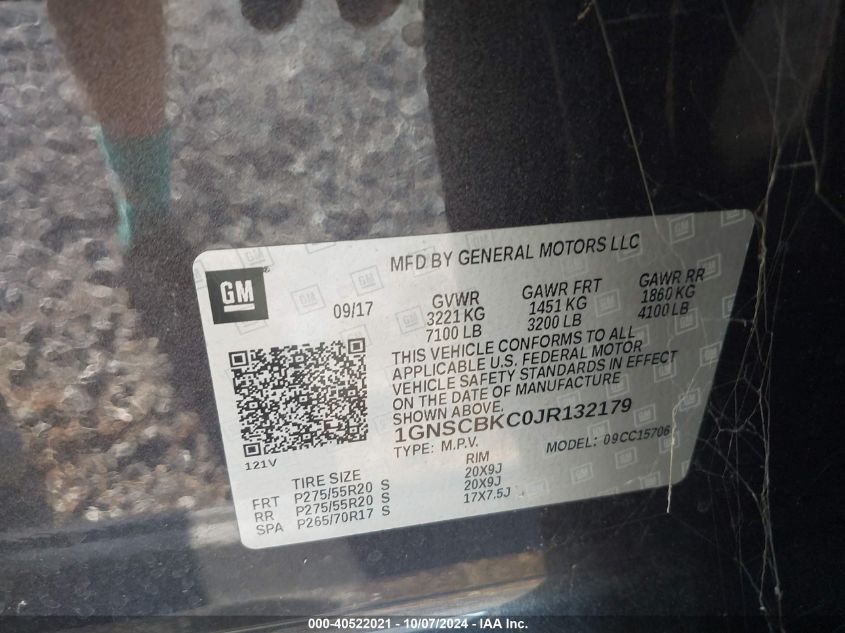 GM
MFD BY GENERAL MOTORS LLC
09/17
GVWR GAWR FRT GAWR RR
3221 KG 1451 KG 1860 KG
7100 LB 3200 LB 4100 LB
THIS VEHICLE CONFORMS TO ALL
APPLICABLE U.S. FEDERAL MOTOR
VEHICLE SAFETY STANDARDS IN EFFECT
ON THE DATE OF MANUFACTURE
SHOWN ABOVE.
1GNSCBKC0JR132179
TYPE: M.P.V. MODEL: 09CC15706
121V
TIRE SIZE RIM
FRT P275/55R20 S 20X9J
RR P275/55R20 S 20X9J
SPA P265/70R17 S 17X7.5J
000-40522021 - 10/07/2024 - IAA Inc.